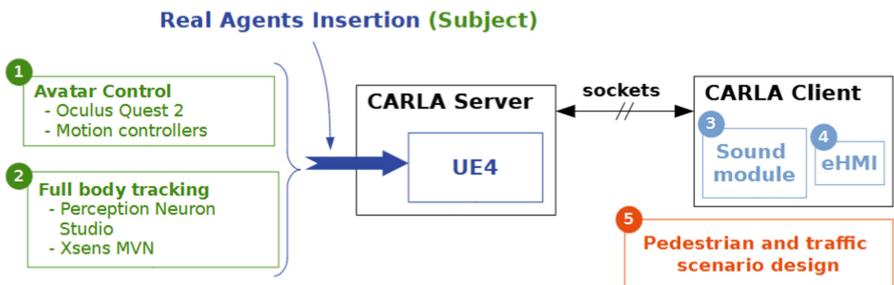 Real Agents Insertion (Subject)
1
Avatar Control
- Oculus Quest 2
- Motion controllers
2
Full body tracking
- Perception Neuron
Studio
- Xsens MVN
CARLA Server
UE4
sockets
CARLA Client
3
Sound
module
4
eHMI
5
Pedestrian and traffic
scenario design